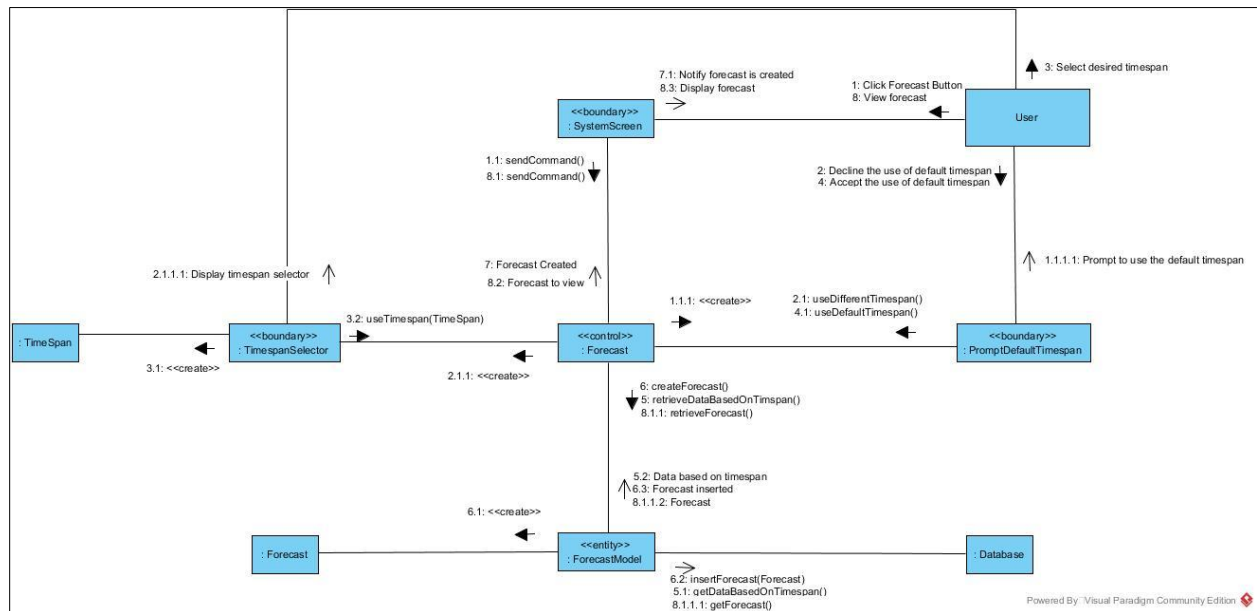 3: Select desired timespan
7.1: Notify forecast is created
8.3: Display forecast
1: Click Forecast Button
8: View forecast
<<boundary>>
: SystemScreen
User
1.1: sendCommand()
8.1: sendCommand()
2: Decline the use of default timespan
4: Accept the use of default timespan
2.1.1.1: Display timespan selector
7: Forecast Created
8.2: Forecast to view
1.1.1.1: Prompt to use the default timespan
3.2: useTimespan(TimeSpan)
1.1.1: <<create>>
2.1: useDifferentTimespan()
4.1: useDefaultTimespan()
: TimeSpan
<<boundary>>
: TimespanSelector
<<control>>
: Forecast
<<boundary>>
: PromptDefaultTimespan
3.1: <<create>>
2.1.1: <<create>>
6: createForecast()
5: retrieveDataBasedOnTimspan()
8.1.1: retrieveForecast()
5.2: Data based on timespan
6.3: Forecast inserted
8.1.1.2: Forecast
6.1: <<create>>
: Forecast
<<entity>>
: ForecastModel
: Database
6.2: insertForecast(Forecast)
5.1: getDataBasedOnTimespan()
8.1.1.1: getForecast()
Powered By Visual Paradigm Community Edition